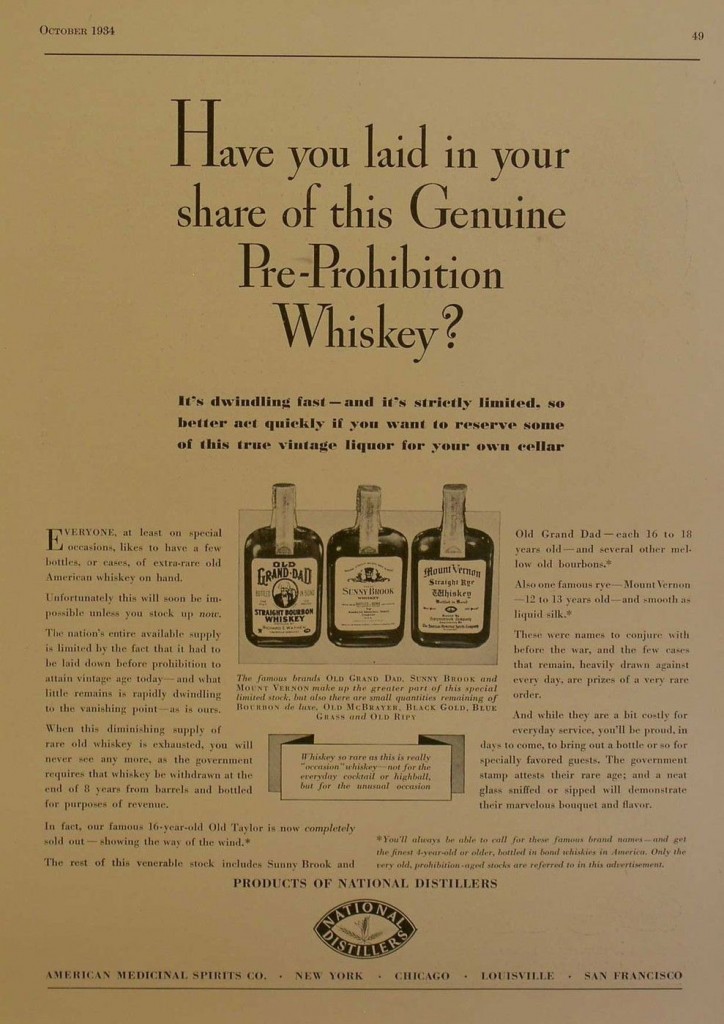 October 1934
49
Have you laid in your
share of this Genuine
Pre-Prohibition
Whiskey?
It's dwindling fast—and it's strictly limited, so
better act quickly if you want to reserve some
of this true vintage liquor for your own cellar
EVERYONE, at least on special
occasions, likes to have a few
bottles, or cases, of extra-rare old
American whiskey on hand.
Unfortunately this will soon be im-
possible unless you stock up now.
The nation's entire available supply
is limited by the fact that it had to
be laid down before prohibition to
attain vintage age today—and what
little remains is rapidly dwindling
to the vanishing point—as is ours.
When this diminishing supply of
rare old whiskey is exhausted, you will
never see any more, as the government
requires that whiskey be withdrawn at the
end of 8 years from barrels and bottled
for purposes of revenue.
In fact, our famous 16-year-old Old Taylor is now completely
sold out—showing the way of the wind.*
The rest of this venerable stock includes Sunny Brook and
OLD
GRAND-DAD
STRAIGHT BOURBON
WHISKEY
SUNNY BROOK
Mount Vernon
Straight Rye
Whiskey
The famous brands OLD GRAND DAD, SUNNY BROOK and
MOUNT VERNON make up the greater part of this special
limited stock, but also there are small quantities remaining of
BOURBON de luxe, OLD MCBRAYER, BLACK GOLD, BLUE
GRASS and OLD RIPY
Whiskey so rare as this is really
"occasion" whiskey—not for the
everyday cocktail or highball,
but for the unusual occasion
Old Grand Dad—each 16 to 18
years old—and several other mel-
low old bourbons.*
Also one famous rye—Mount Vernon
—12 to 13 years old—and smooth as
liquid silk.*
These were names to conjure with
before the war, and the few cases
that remain, heavily drawn against
every day, are prizes of a very rare
order.
And while they are a bit costly for
everyday service, you'll be proud, in
days to come, to bring out a bottle or so for
specially favored guests. The government
stamp attests their rare age; and a neat
glass sniffed or sipped will demonstrate
their marvelous bouquet and flavor.
*You'll always be able to call for these famous brand names—and get
the finest 4-year-old or older, bottled in bond whiskies in America. Only the
very old, prohibition-aged stocks are referred to in this advertisement.
PRODUCTS OF NATIONAL DISTILLERS
NATIONAL
DISTILLERS
AMERICAN MEDICINAL SPIRITS CO. · NEW YORK · CHICAGO · LOUISVILLE · SAN FRANCISCO